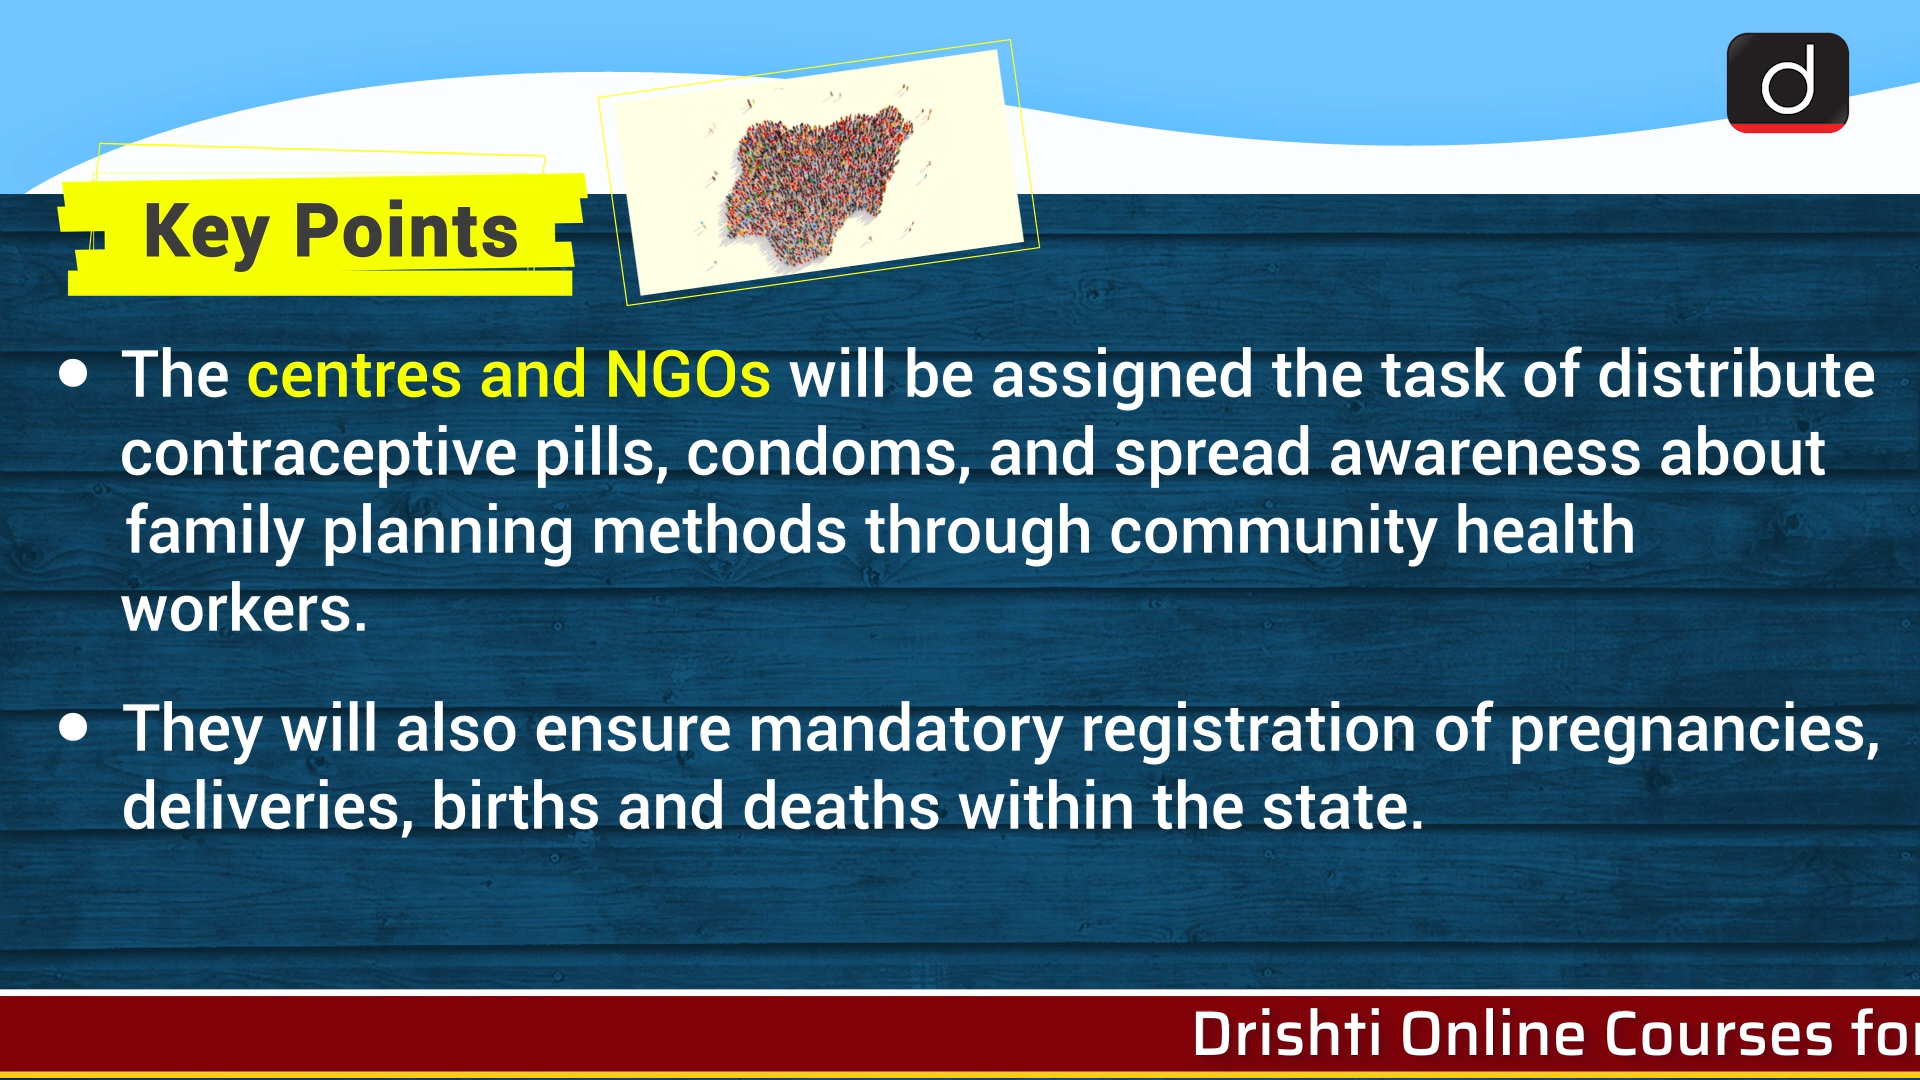 d
Key Points
• The centres and NGOs will be assigned the task of distribute
contraceptive pills, condoms, and spread awareness about
family planning methods through community health
workers.
• They will also ensure mandatory registration of pregnancies,
deliveries, births and deaths within the state.
Drishti Online Courses for